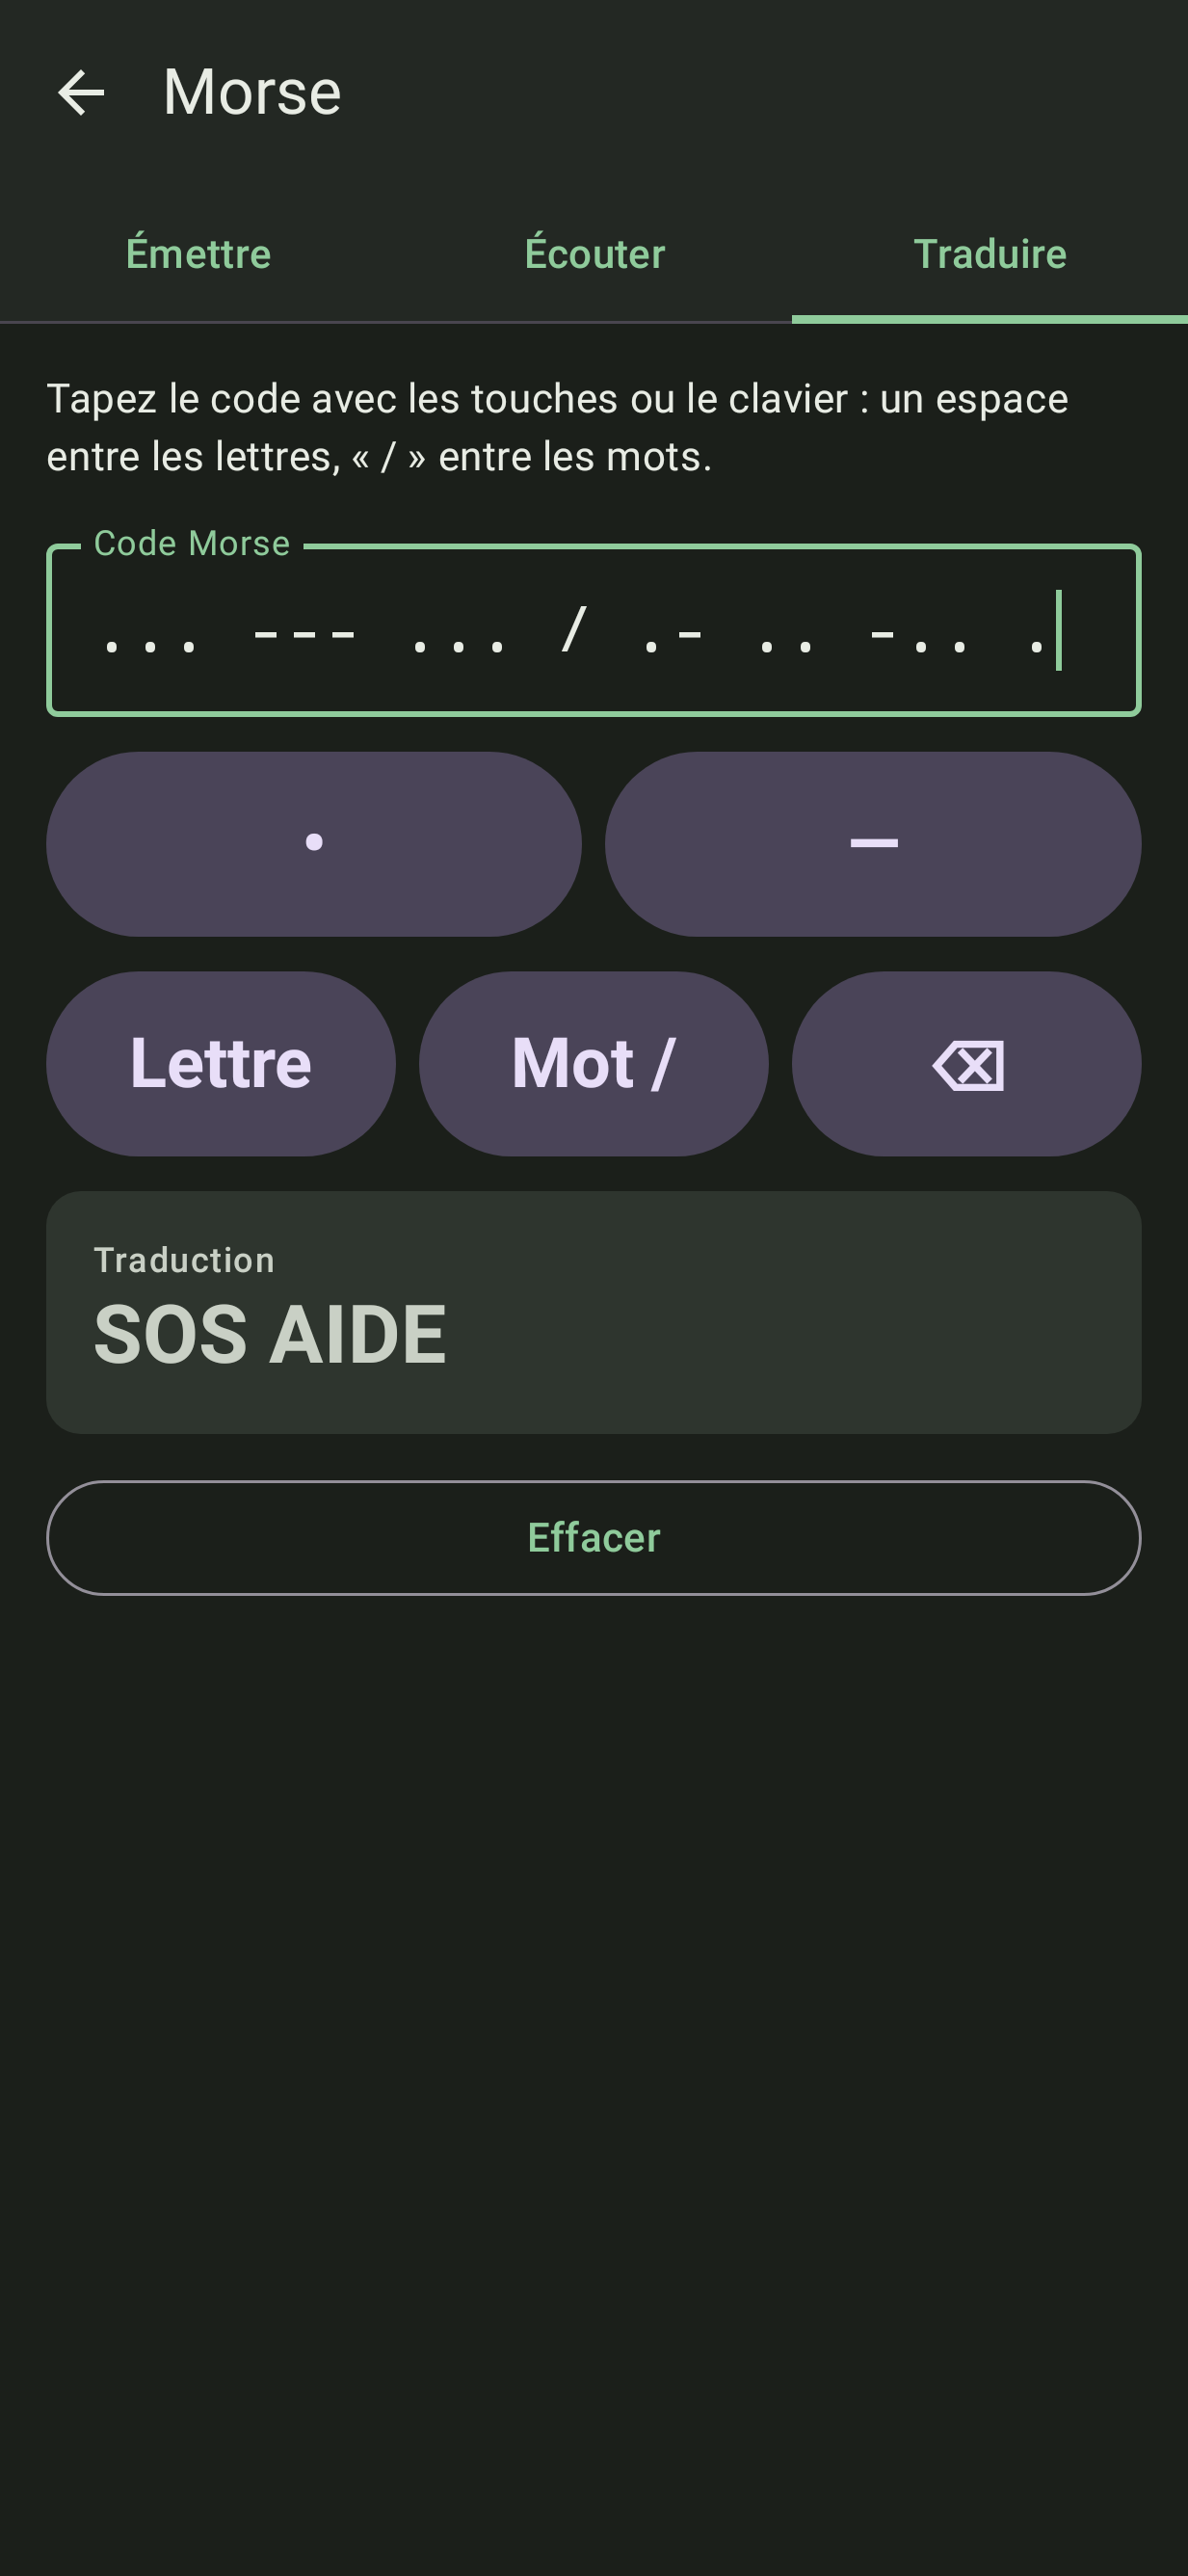 Morse
Émettre
Écouter
Traduire
Tapez le code avec les touches ou le clavier : un espace
entre les lettres, « / » entre les mots.
Code Morse
... --- ... / .- .. -.. .
•
—
Lettre
Mot /
⌫
Traduction
SOS AIDE
Effacer